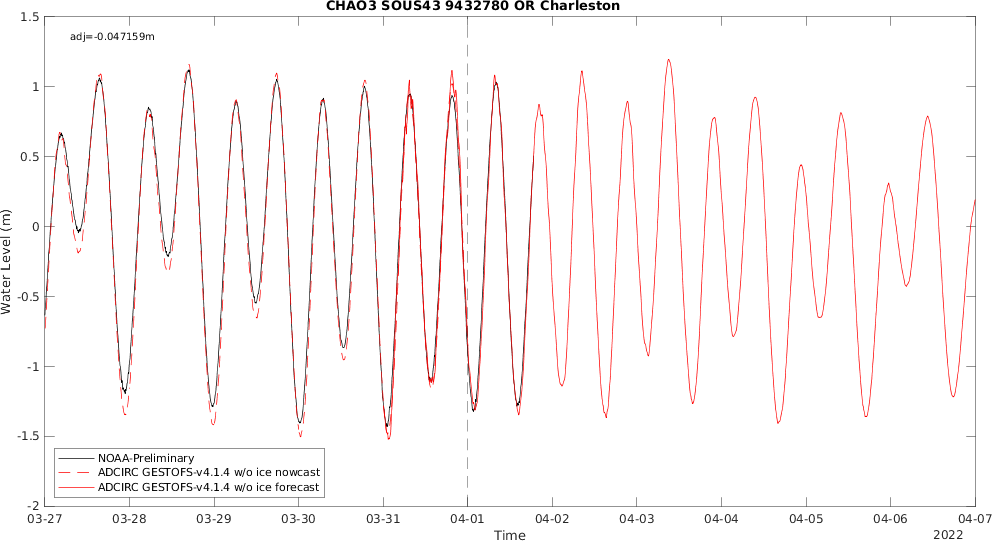 CHAO3 SOUS43 9432780 OR Charleston
adj=-0.047159m
1.5
1
0.5
0
-0.5
-1
-1.5
-2
Water Level (m)
NOAA-Preliminary
ADCIRC GESTOFS-v4.1.4 w/o ice nowcast
ADCIRC GESTOFS-v4.1.4 w/o ice forecast
03-27 03-28 03-29 03-30 03-31 04-01 04-02 04-03 04-04 04-05 04-06 04-07
Time
2022